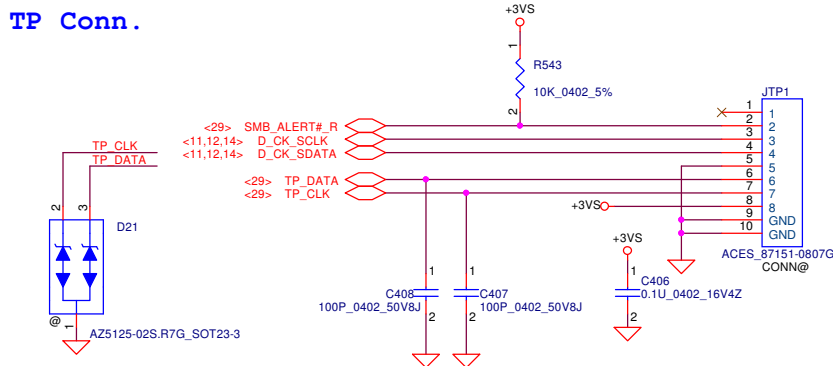 TP Conn.
+3VS
1
R543
10K_0402_5%
2
JTP1
<29> SMB_ALERT#_R
<11,12,14> D_CK_SCLK
<11,12,14> D_CK_SDATA
<29> TP_DATA
<29> TP_CLK
TP_CLK
TP_DATA
1 1
2 2
3 3
4 4
5 5
6 6
7 7
8 8
9 GND
10 GND
+3VS
ACES_87151-0807G
CONN@
2 3
D21
@
1
AZ5125-02S.R7G_SOT23-3
1
C408
100P_0402_50V8J
2
1
C407
100P_0402_50V8J
2
+3VS
1
C406
0.1U_0402_16V4Z
2